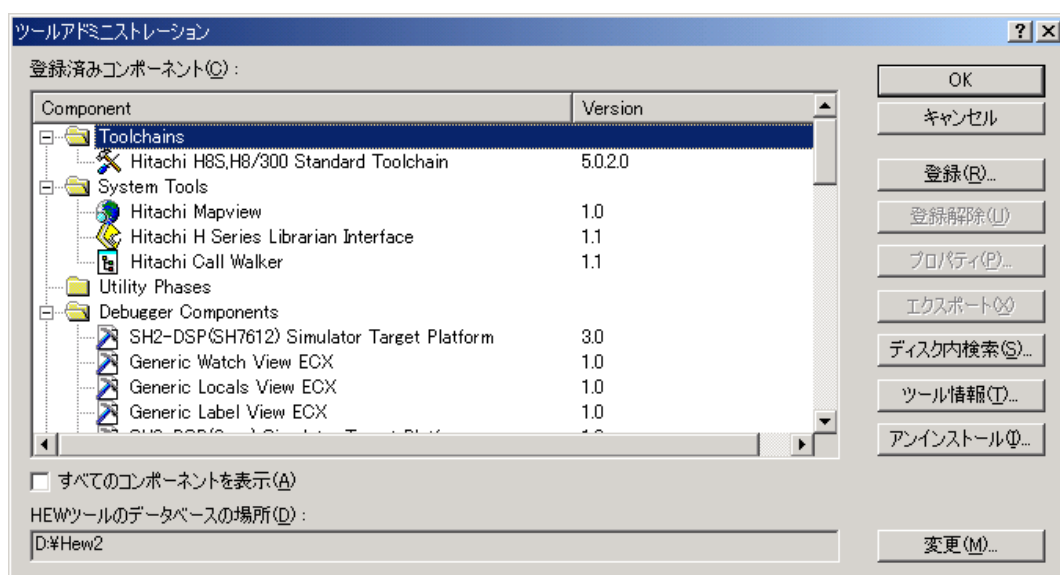 ツールアドミニストレーション
登録済みコンポーネント(C) :
Component Version
Toolchains
Hitachi H8S,H8/300 Standard Toolchain 5.0.2.0
System Tools
Hitachi Mapview 1.0
Hitachi H Series Librarian Interface 1.1
Hitachi Call Walker 1.1
Utility Phases
Debugger Components
SH2-DSP(SH7612) Simulator Target Platform 3.0
Generic Watch View ECX 1.0
Generic Locals View ECX 1.0
Generic Label View ECX 1.0
すべてのコンポーネントを表示(A)
HEWツールのデータベースの場所(D) :
D:¥Hew2
OK
キャンセル
登録(R)...
登録解除(U)
プロパティ(P)...
エクスポート(X)
ディスク内検索(S)...
ツール情報(T)...
アンインストール(I)...
変更(M)...